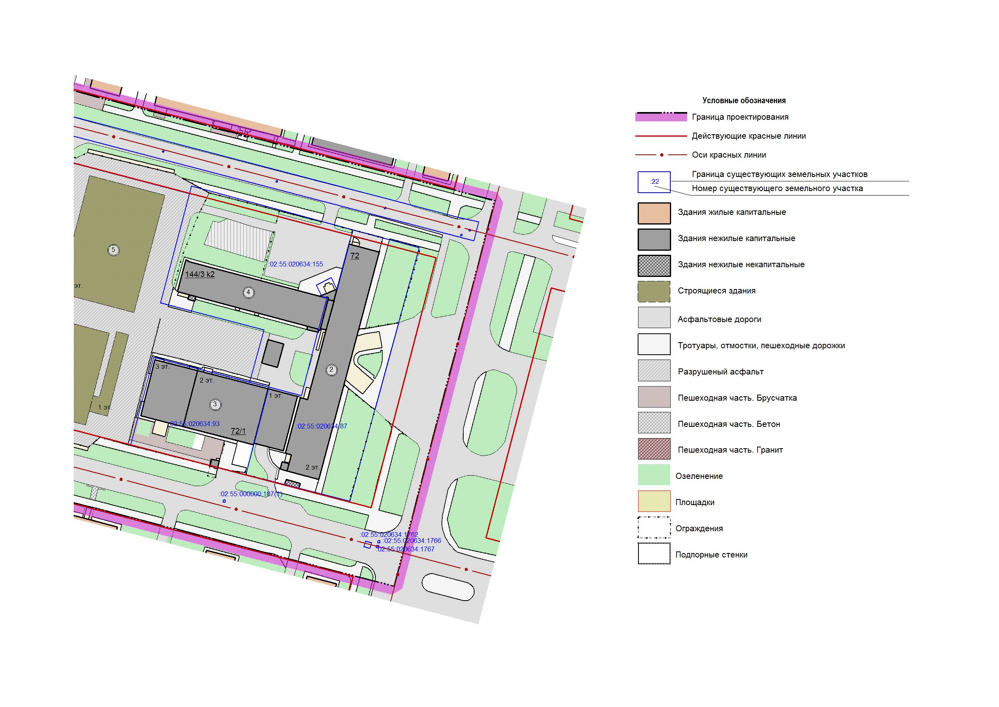 5
эт.
72
:02:55:020634:155
144/3 k2
4
3 эт.
2 эт.
2
1 эт.
3
1 эт.
:02:55:020634:93
:02:55:020634:87
72/1
2 эт.
:02:55:000000:187(1)
:02:55:020634:1762
:02:55:020634:1766
:02:55:020634:1767
Условные обозначения
Граница проектирования
Действующие красные линии
Оси красных линии
Граница существующих земельных участков
:22
Номер существующего земельного участка
Здания жилые капитальные
Здания нежилые капитальные
Здания нежилые некапитальные
Строящиеся здания
Асфальтовые дороги
Тротуары, отмостки, пешеходные дорожки
Разрушеный асфальт
Пешеходная часть. Брусчатка
Пешеходная часть. Бетон
Пешеходная часть. Гранит
Озеленение
Площадки
Ограждения
Подпорные стенки